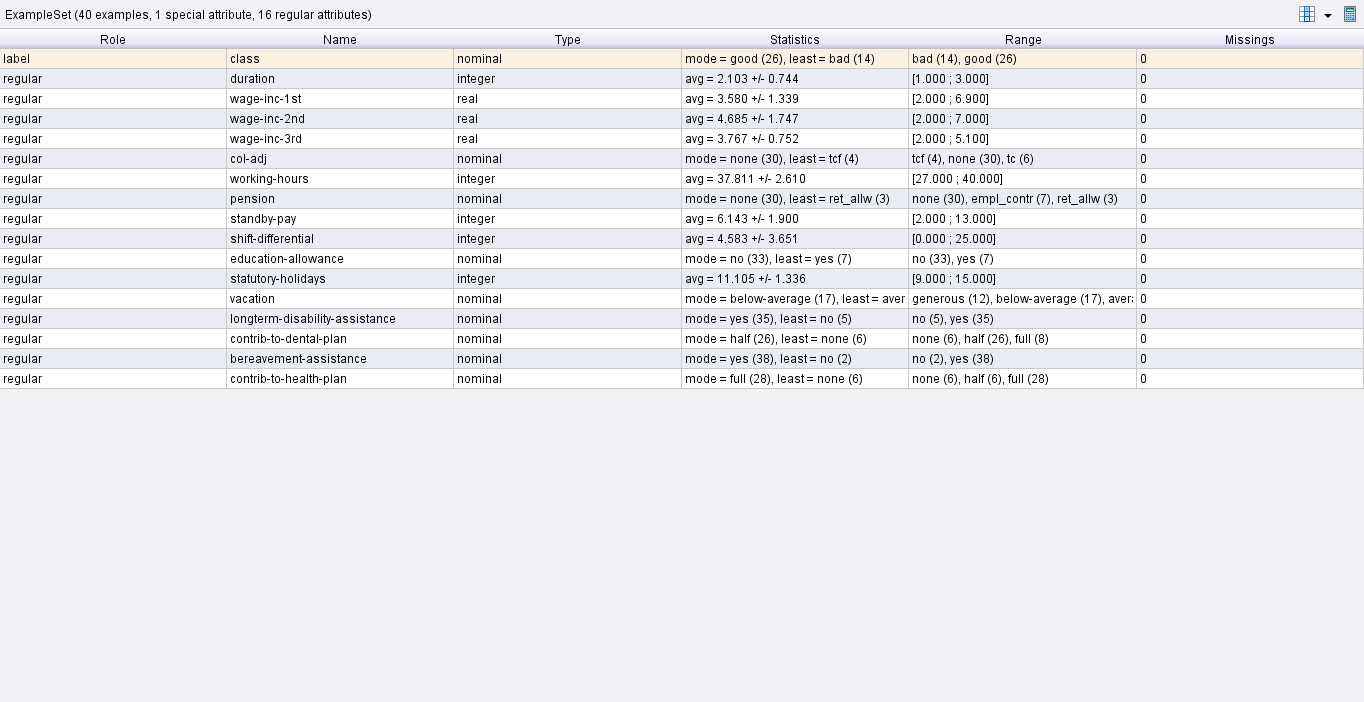 ExampleSet (40 examples, 1 special attribute, 16 regular attributes)
Role Name Type Statistics Range Missings
label class nominal mode = good (26), least = bad (14) bad (14), good (26) 0
regular duration integer avg = 2.103 +/- 0.744 [1.000 ; 3.000] 0
regular wage-inc-1st real avg = 3.580 +/- 1.339 [2.000 ; 6.900] 0
regular wage-inc-2nd real avg = 4.685 +/- 1.747 [2.000 ; 7.000] 0
regular wage-inc-3rd real avg = 3.767 +/- 0.752 [2.000 ; 5.100] 0
regular col-adj nominal mode = none (30), least = tcf (4) tcf (4), none (30), tc (6) 0
regular working-hours integer avg = 37.811 +/- 2.610 [27.000 ; 40.000] 0
regular pension nominal mode = none (30), least = ret_allw (3) none (30), empl_contr (7), ret_allw (3) 0
regular standby-pay integer avg = 6.143 +/- 1.900 [2.000 ; 13.000] 0
regular shift-differential integer avg = 4.583 +/- 3.651 [0.000 ; 25.000] 0
regular education-allowance nominal mode = no (33), least = yes (7) no (33), yes (7) 0
regular statutory-holidays integer avg = 11.105 +/- 1.336 [9.000 ; 15.000] 0
regular vacation nominal mode = below-average (17), least = aver generous (12), below-average (17), aver 0
regular longterm-disability-assistance nominal mode = yes (35), least = no (5) no (5), yes (35) 0
regular contrib-to-dental-plan nominal mode = half (26), least = none (6) none (6), half (26), full (8) 0
regular bereavement-assistance nominal mode = yes (38), least = no (2) no (2), yes (38) 0
regular contrib-to-health-plan nominal mode = full (28), least = none (6) none (6), half (6), full (28) 0